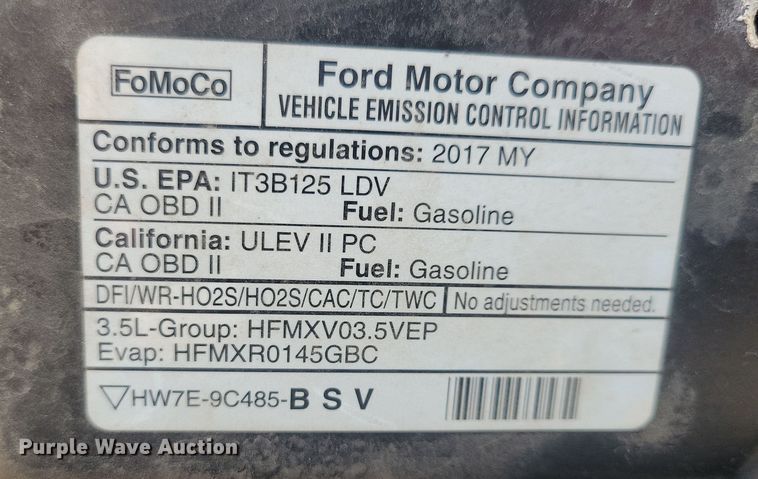 FoMoCo
Ford Motor Company
VEHICLE EMISSION CONTROL INFORMATION
Conforms to regulations: 2017 MY
U.S. EPA: IT3B125 LDV
CA OBD II Fuel: Gasoline
California: ULEV II PC
CA OBD II Fuel: Gasoline
DFI/WR-HO2S/HO2S/CAC/TC/TWC No adjustments needed.
3.5L-Group: HFMXV03.5VEP
Evap: HFMXR0145GBC
HW7E-9C485-B S V
Purple Wave Auction